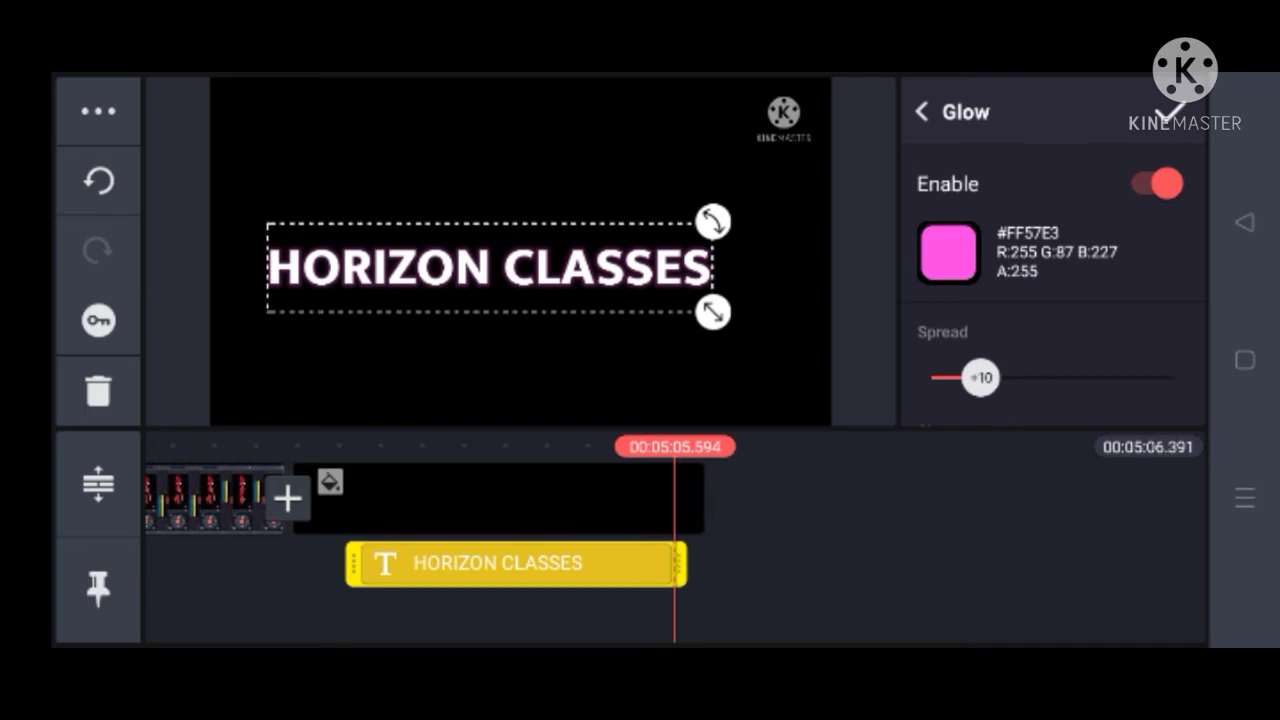 KINEMASTER
Glow
KINEMASTER
Enable
#FF57E3
R:255 G:87 B:227
A:255
HORIZON CLASSES
Spread
+10
00:05:05.594
00:05:06.391
T HORIZON CLASSES